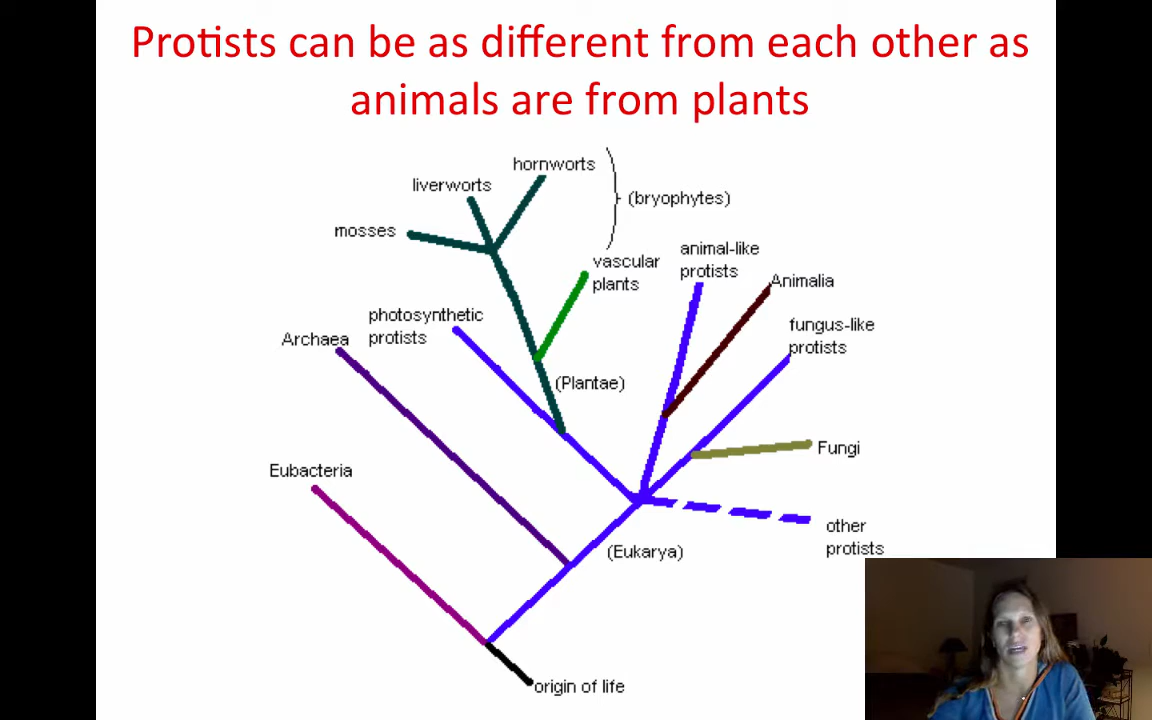 Protists can be as different from each other as
animals are from plants
hornworts
liverworts
(bryophytes)
mosses
animal-like
protists
vascular
plants
Animalia
photosynthetic
protists
fungus-like
protists
Archaea
(Plantae)
Fungi
Eubacteria
other
protists
(Eukarya)
origin of life